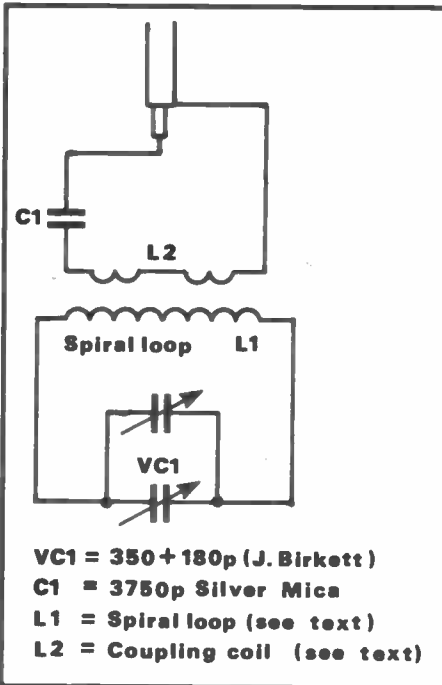 C1
L2
Spiral loop L1
VC1
VC1 = 350+180p (J. Birkett)
C1 = 3750p Silver Mica
L1 = Spiral loop (see text)
L2 = Coupling coil (see text)